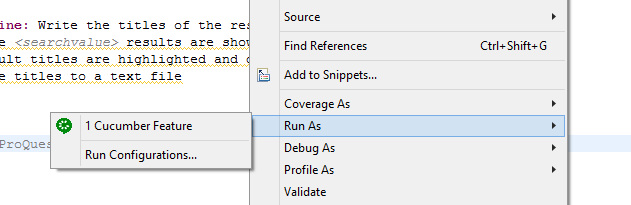 ine: Write the titles of the res
e <searchvalue> results are show
ult titles are highlighted and
e titles to a text file
ProQues
Source
Find References Ctrl+Shift+G
Add to Snippets...
Coverage As
Run As
Debug As
Profile As
Validate
1 Cucumber Feature
Run Configurations...